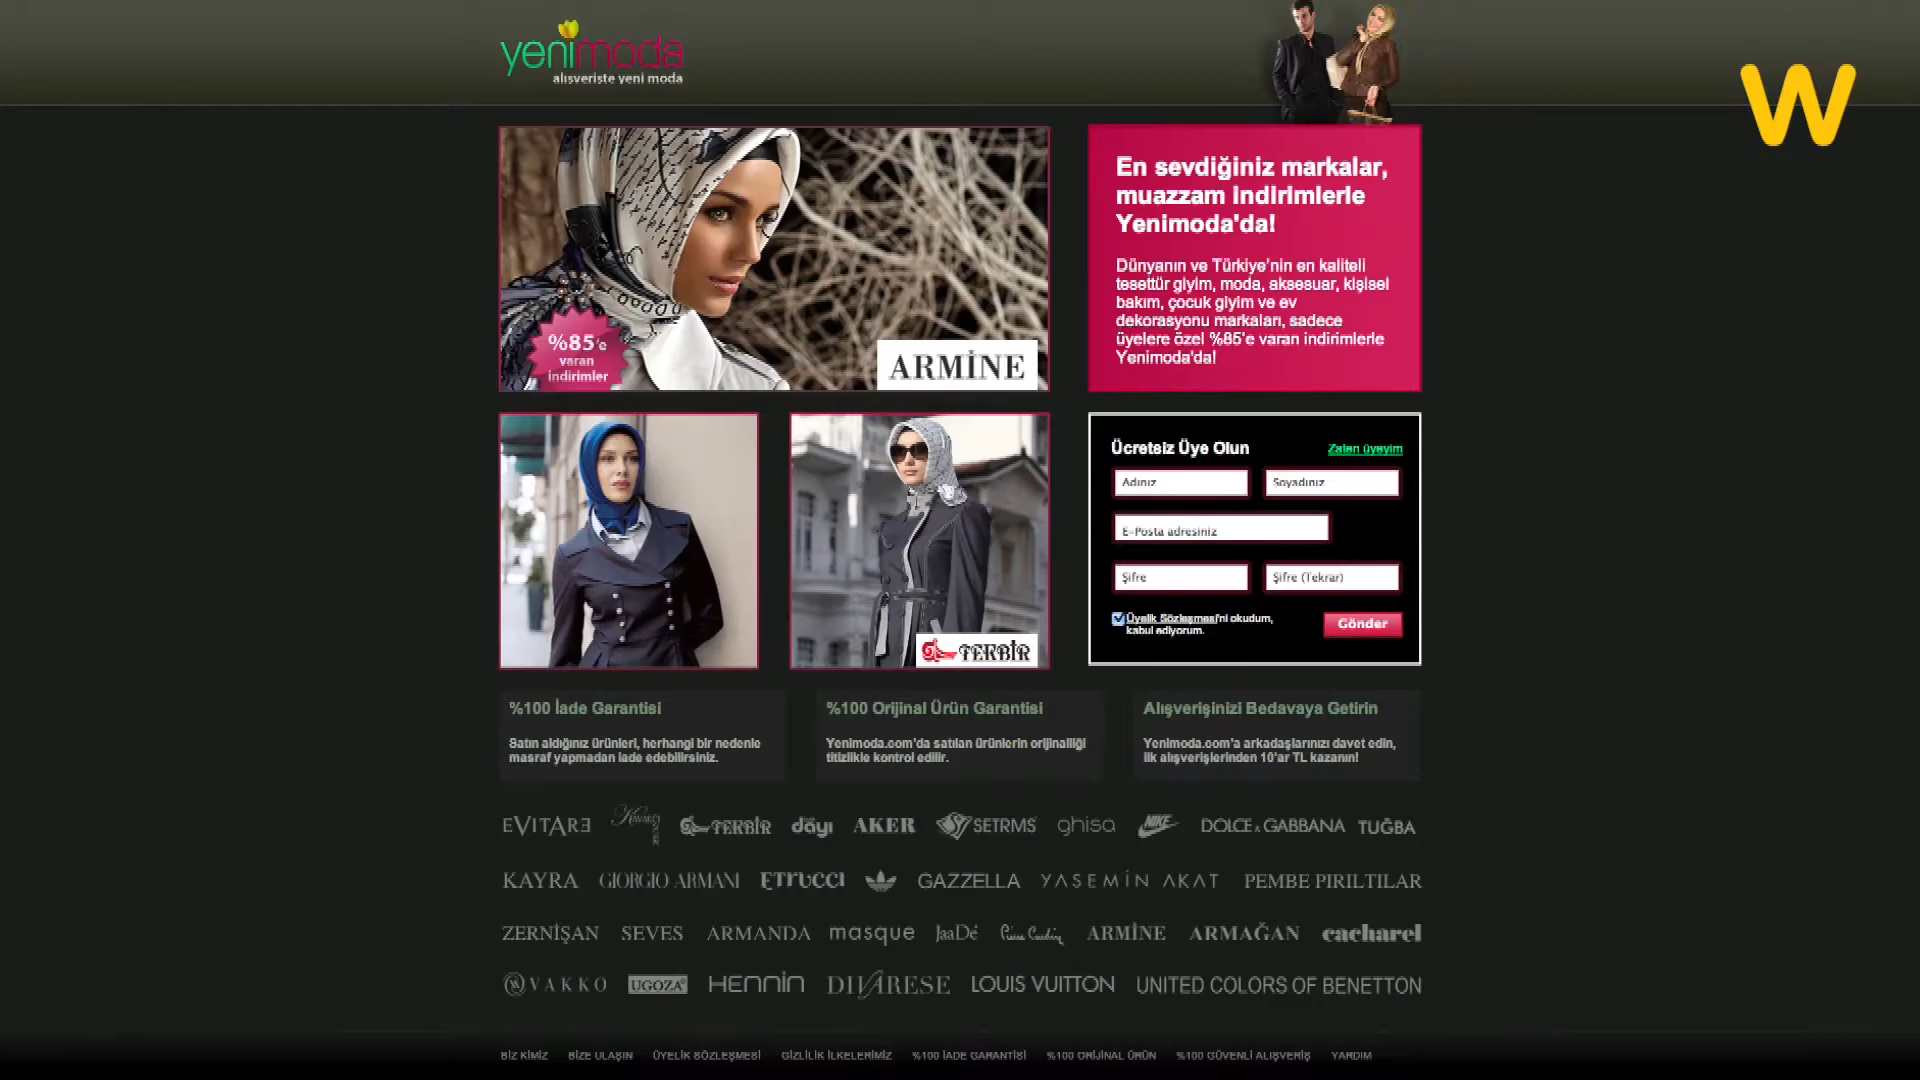 yenimoda
alışverişte yeni moda
W
En sevdiğiniz markalar,
muazzam indirimlerle
Yenimoda'da!
Dünyanın ve Türkiye'nin en kaliteli
tesettür giyim, moda, aksesuar, kişisel
bakım, çocuk giyim ve ev
dekorasyonu markaları, sadece
üyelere özel %85'e varan indirimlerle
Yenimoda'da!
%85'e
varan
indirimler
ARMİNE
TEKBİR
Ücretsiz Üye Olun
Zaten üyeyim
Adınız
Soyadınız
E-Posta adresiniz
Şifre
Şifre (Tekrar)
Üyelik Sözleşmesi'ni okudum,
kabul ediyorum.
Gönder
%100 İade Garantisi
Satın aldığınız ürünleri, herhangi bir nedenle
masraf yapmadan iade edebilirsiniz.
%100 Orijinal Ürün Garantisi
Yenimoda.com'da satılan ürünlerin orijinalliği
titizlikle kontrol edilir.
Alışverişinizi Bedavaya Getirin
Yenimoda.com'a arkadaşlarınızı davet edin,
ilk alışverişlerinden 10'ar TL kazanın!
EVITARE TEKBİR dayı AKER SETRMS ghisa NIKE DOLCE & GABBANA TUĞBA
KAYRA GIORGIO ARMANI ETRUCCI GAZZELLA YASEMİN AKAT PEMBE PIRILTILAR
ZERNİŞAN SEVES ARMANDA masque JaaDé Pierre Cardin ARMİNE ARMAĞAN cacharel
VAKKO UGOZA HENNIN DIVARESE LOUIS VUITTON UNITED COLORS OF BENETTON
BİZ KİMİZ BİZE ULAŞIN ÜYELİK SÖZLEŞMESİ GİZLİLİK İLKELERİMİZ %100 İADE GARANTİSİ %100 ORİJİNAL ÜRÜN %100 GÜVENLİ ALIŞVERİŞ YARDIM